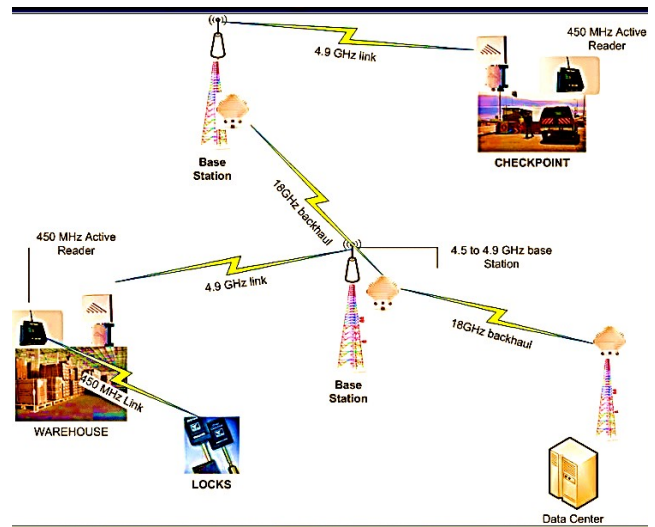 4.9 GHz link
450 MHz Active
Reader
Base
Station
CHECKPOINT
18GHz backhaul
450 MHz Active
Reader
4.5 to 4.9 GHz base
Station
4.9 GHz link
18GHz backhaul
Base
Station
450 MHz Link
WAREHOUSE
LOCKS
Data Center